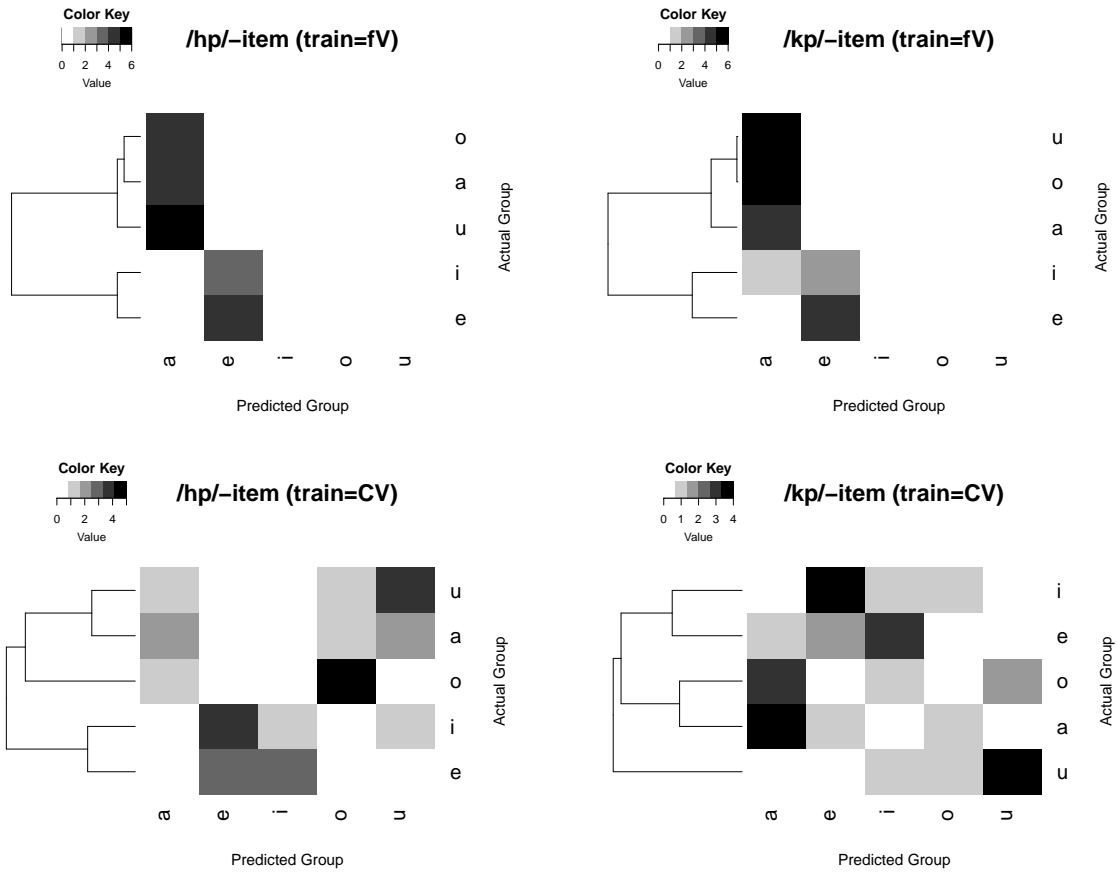 Color Key
0 2 4 6
Value
/hp/−item (train=fV)
o
a
u
i
e
Actual Group
a e i o u
Predicted Group
Color Key
0 2 4 6
Value
/kp/−item (train=fV)
u
o
a
i
e
Actual Group
a e i o u
Predicted Group
Color Key
0 2 4
Value
/hp/−item (train=CV)
u
a
o
i
e
Actual Group
a e i o u
Predicted Group
Color Key
0 1 2 3 4
Value
/kp/−item (train=CV)
i
e
o
a
u
Actual Group
a e i o u
Predicted Group